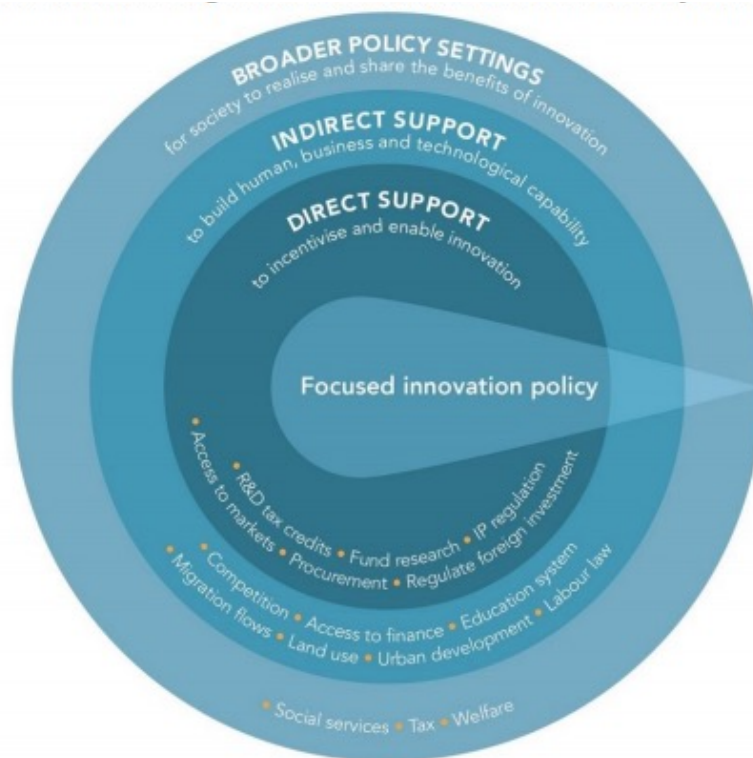 BROADER POLICY SETTINGS
for society to realise and share the benefits of innovation
INDIRECT SUPPORT
to build human, business and technological capability
DIRECT SUPPORT
to incentivise and enable innovation
Focused innovation policy
• R&D tax credits • Fund research • IP regulation
• Access to markets • Procurement • Regulate foreign investment
• Competition • Access to finance • Education system
• Migration flows • Land use • Urban development • Labour law
• Social services • Tax • Welfare